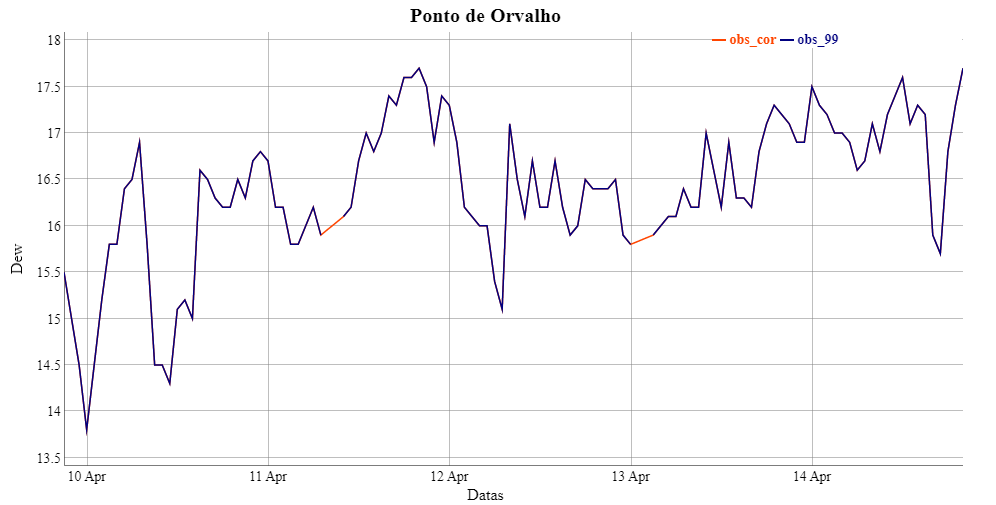 Ponto de Orvalho
obs_cor obs_99
18
17.5
17
16.5
16
15.5
15
14.5
14
13.5
Dew
10 Apr 11 Apr 12 Apr 13 Apr 14 Apr
Datas